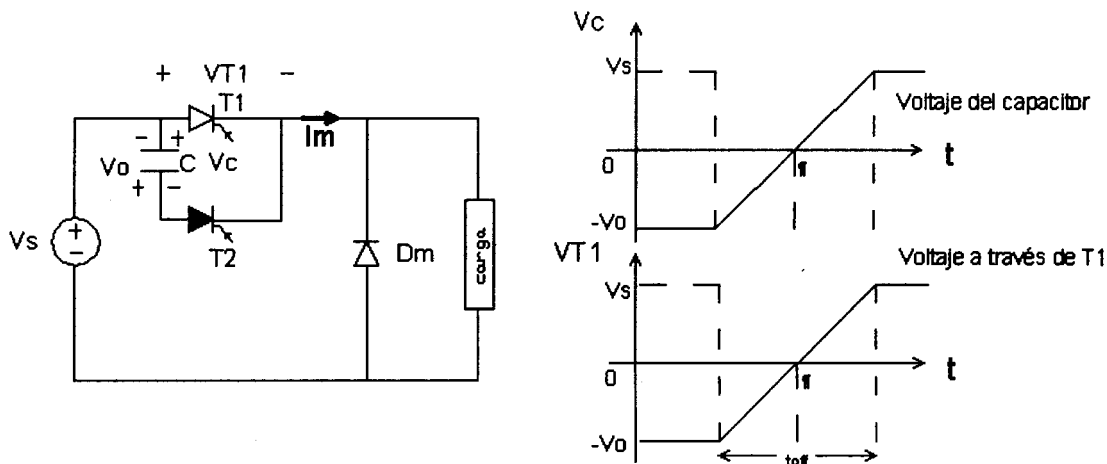 + VT1 -
T1
Im
- +
Vo C Vc
+ -
T2
Vs
+
-
Dm
carga
Vc
Vs
Voltaje del capacitor
0
t
-Vo
VT1
Voltaje a través de T1
Vs
0
t
-Vo
toff